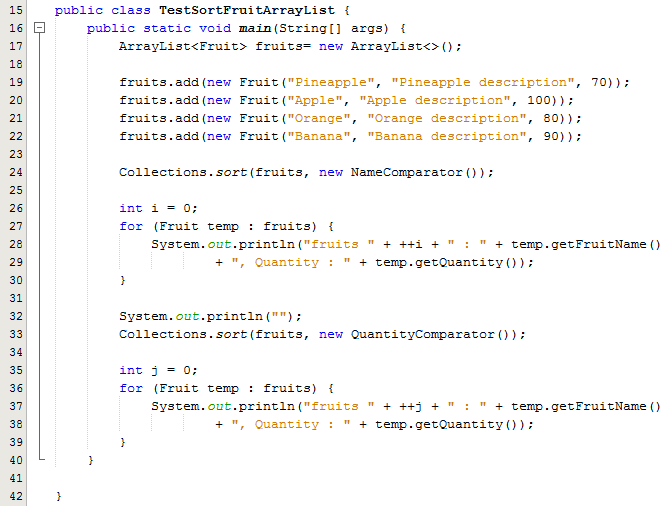 15 public class TestSortFruitArrayList {
16 public static void main(String[] args) {
17 ArrayList<Fruit> fruits= new ArrayList<>();
18
19 fruits.add(new Fruit("Pineapple", "Pineapple description", 70));
20 fruits.add(new Fruit("Apple", "Apple description", 100));
21 fruits.add(new Fruit("Orange", "Orange description", 80));
22 fruits.add(new Fruit("Banana", "Banana description", 90));
23
24 Collections.sort(fruits, new NameComparator());
25
26 int i = 0;
27 for (Fruit temp : fruits) {
28 System.out.println("fruits " + ++i + " : " + temp.getFruitName()
29 + ", Quantity : " + temp.getQuantity());
30 }
31
32 System.out.println("");
33 Collections.sort(fruits, new QuantityComparator());
34
35 int j = 0;
36 for (Fruit temp : fruits) {
37 System.out.println("fruits " + ++j + " : " + temp.getFruitName()
38 + ", Quantity : " + temp.getQuantity());
39 }
40 }
41
42 }